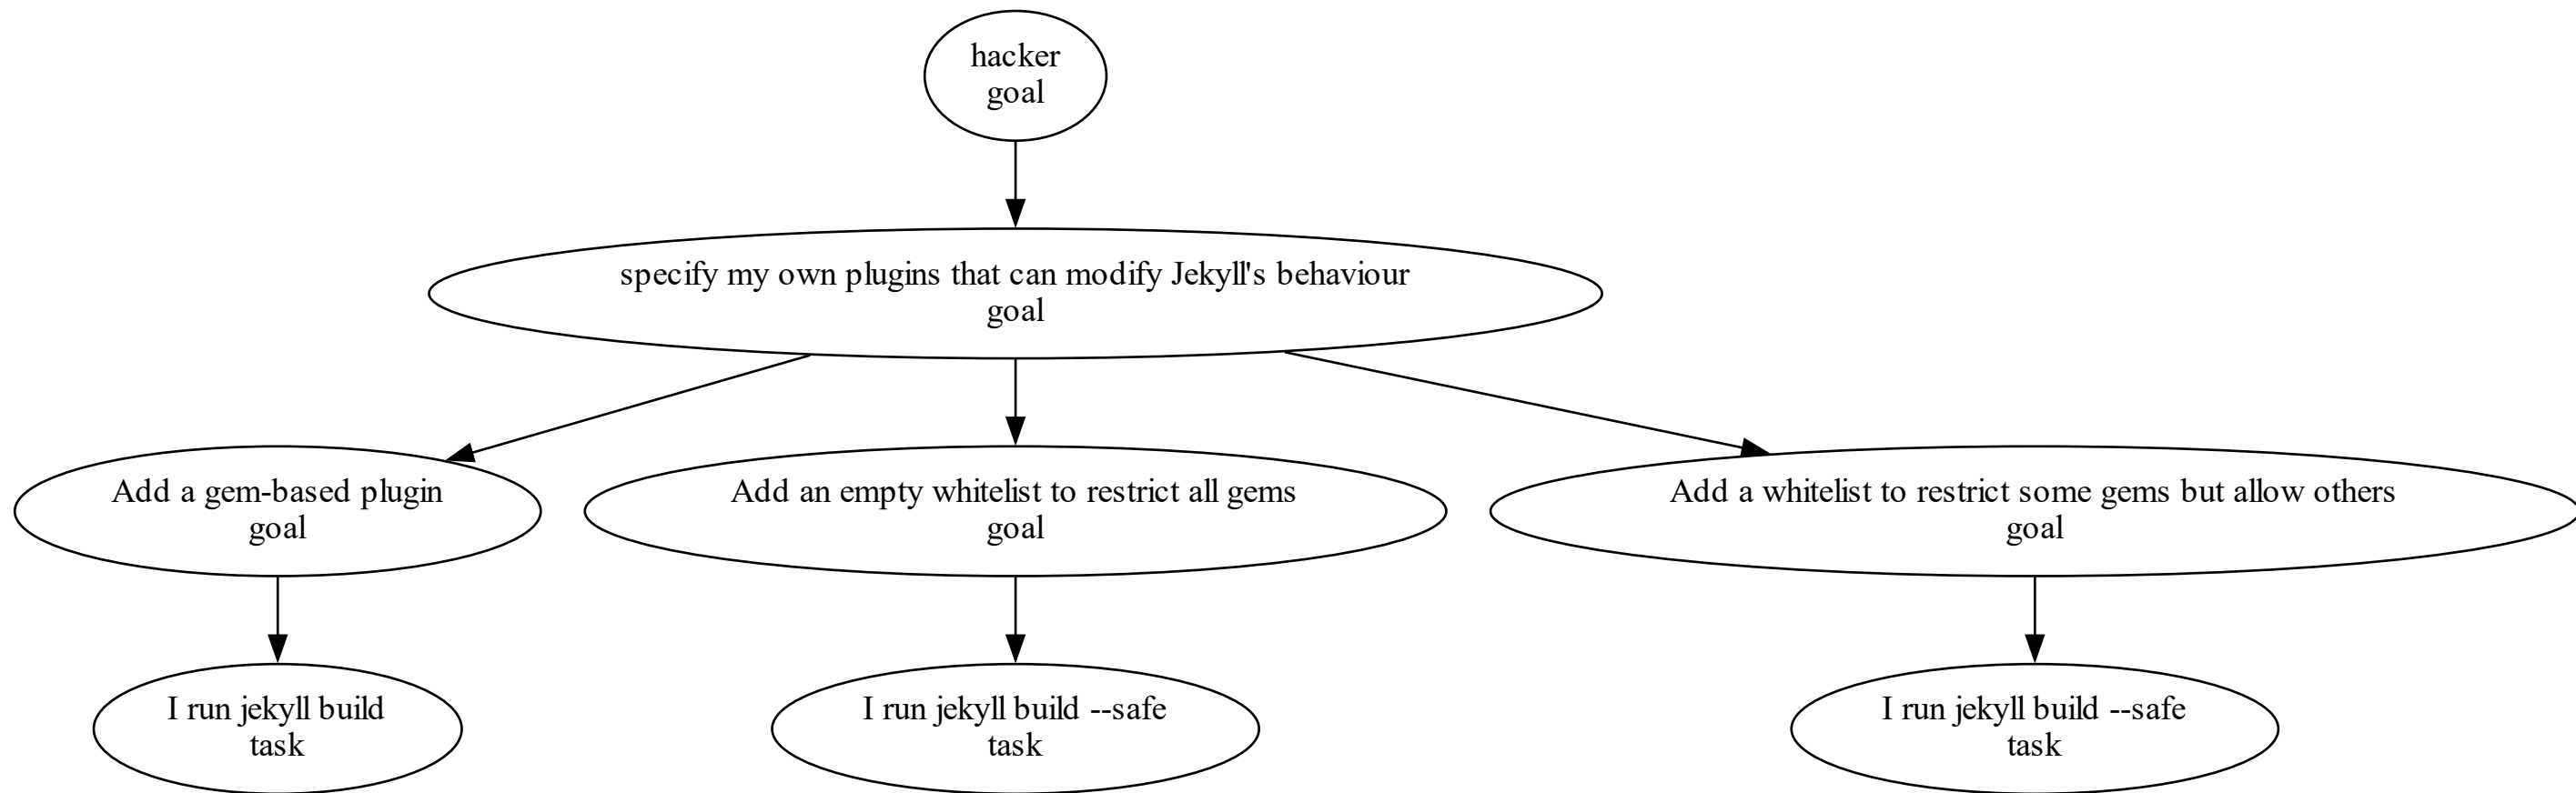 hacker
goal
specify my own plugins that can modify Jekyll's behaviour
goal
Add a gem-based plugin
goal
Add an empty whitelist to restrict all gems
goal
Add a whitelist to restrict some gems but allow others
goal
I run jekyll build
task
I run jekyll build --safe
task
I run jekyll build --safe
task